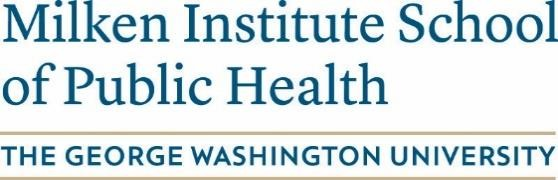 Milken Institute School
of Public Health
THE GEORGE WASHINGTON UNIVERSITY